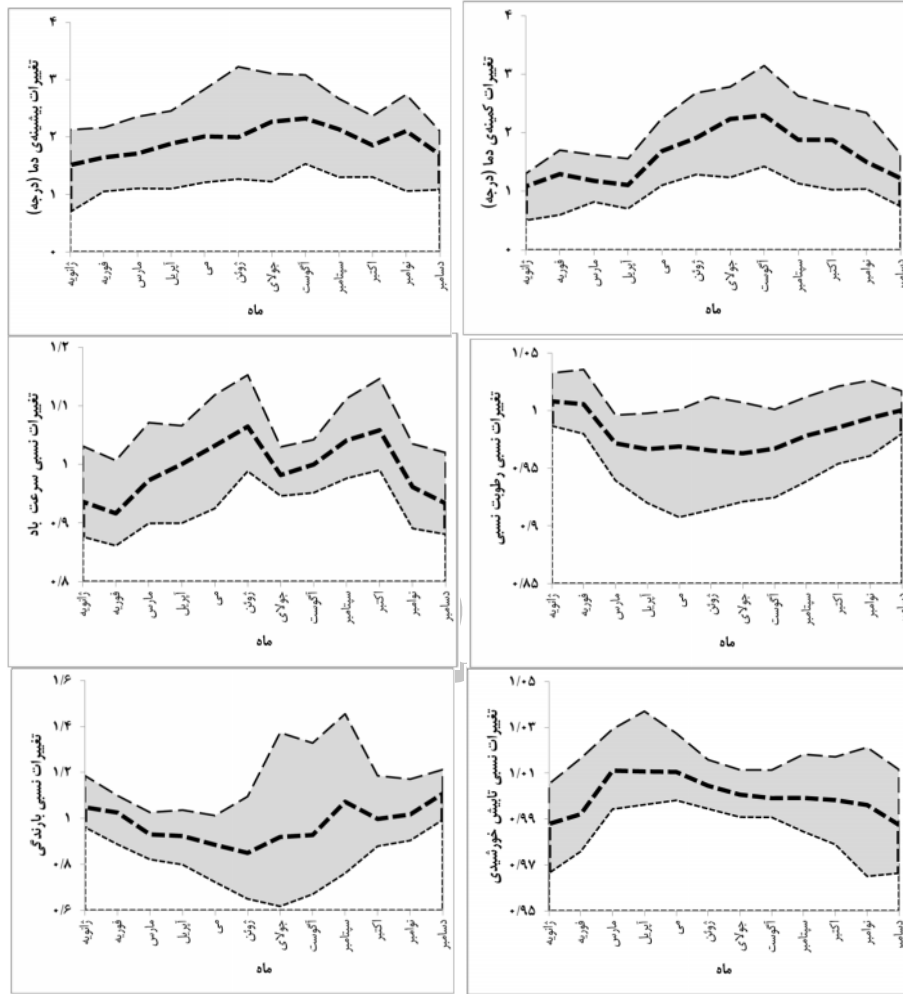 تغییرات بیشینه‌ی دما (درجه)
۴
۳
۲
۱
۰
ژانویه
فوریه
مارس
آپریل
می
ژوئن
جولای
آگوست
سپتامبر
اکتبر
نوامبر
دسامبر
ماه
تغییرات کمینه‌ی دما (درجه)
۴
۳
۲
۱
۰
ژانویه
فوریه
مارس
آپریل
می
ژوئن
جولای
آگوست
سپتامبر
اکتبر
نوامبر
دسامبر
ماه
تغییرات نسبی سرعت باد
۱/۲
۱/۱
۱
۰/۹
۰/۸
ژانویه
فوریه
مارس
آپریل
می
ژوئن
جولای
آگوست
سپتامبر
اکتبر
نوامبر
دسامبر
ماه
تغییرات نسبی رطوبت نسبی
۱/۰۵
۱
۰/۹۵
۰/۹
۰/۸۵
ژانویه
فوریه
مارس
آپریل
می
ژوئن
جولای
آگوست
سپتامبر
اکتبر
نوامبر
ماه
تغییرات نسبی بارندگی
۱/۶
۱/۴
۱/۲
۱
۰/۸
۰/۶
ژانویه
فوریه
مارس
آپریل
می
ژوئن
جولای
آگوست
سپتامبر
اکتبر
نوامبر
دسامبر
ماه
تغییرات نسبی تابش خورشیدی
۱/۰۵
۱/۰۳
۱/۰۱
۰/۹۹
۰/۹۷
۰/۹۵
ژانویه
فوریه
مارس
آپریل
می
ژوئن
جولای
آگوست
سپتامبر
اکتبر
نوامبر
دسامبر
ماه